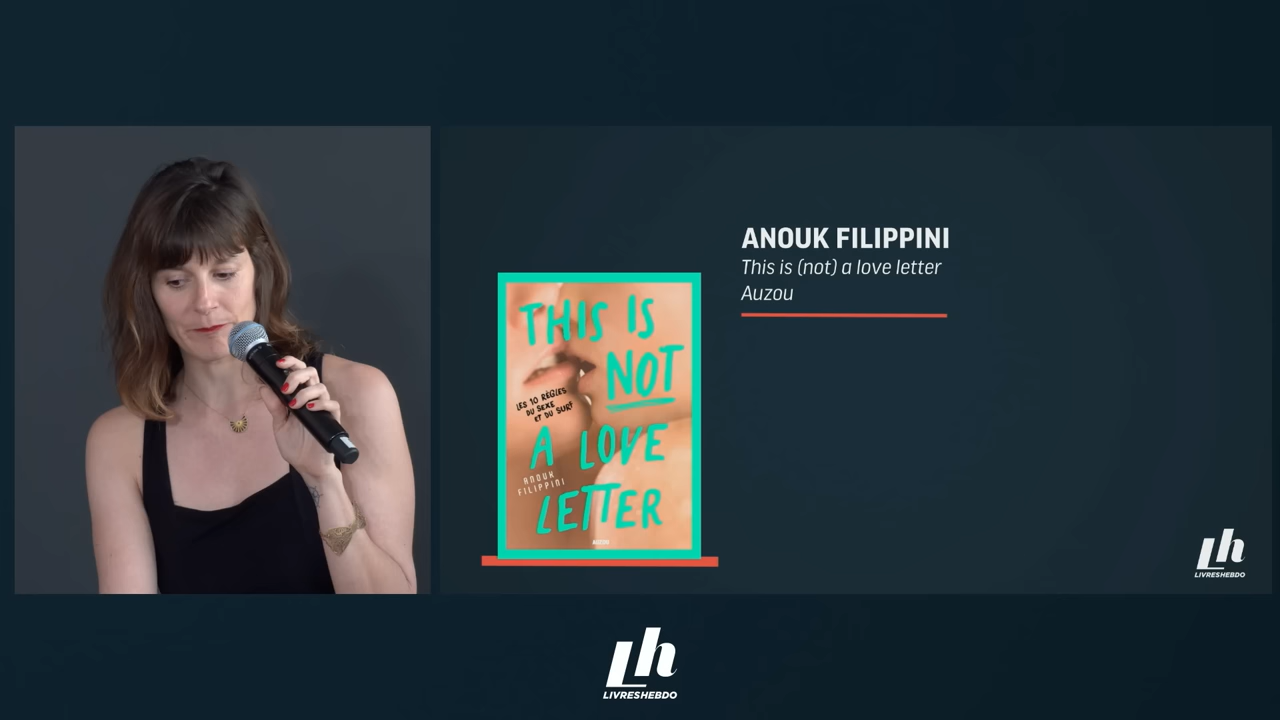 ANOUK FILIPPINI
This is (not) a love letter
Auzou
THIS IS
NOT
LES 10 RÈGLES
DU SEXE
ET DU SURF
A LOVE
ANOUK
FILIPPINI
LETTER
AUZOU
Lh
LIVRESHEBDO
Lh
LIVRESHEBDO